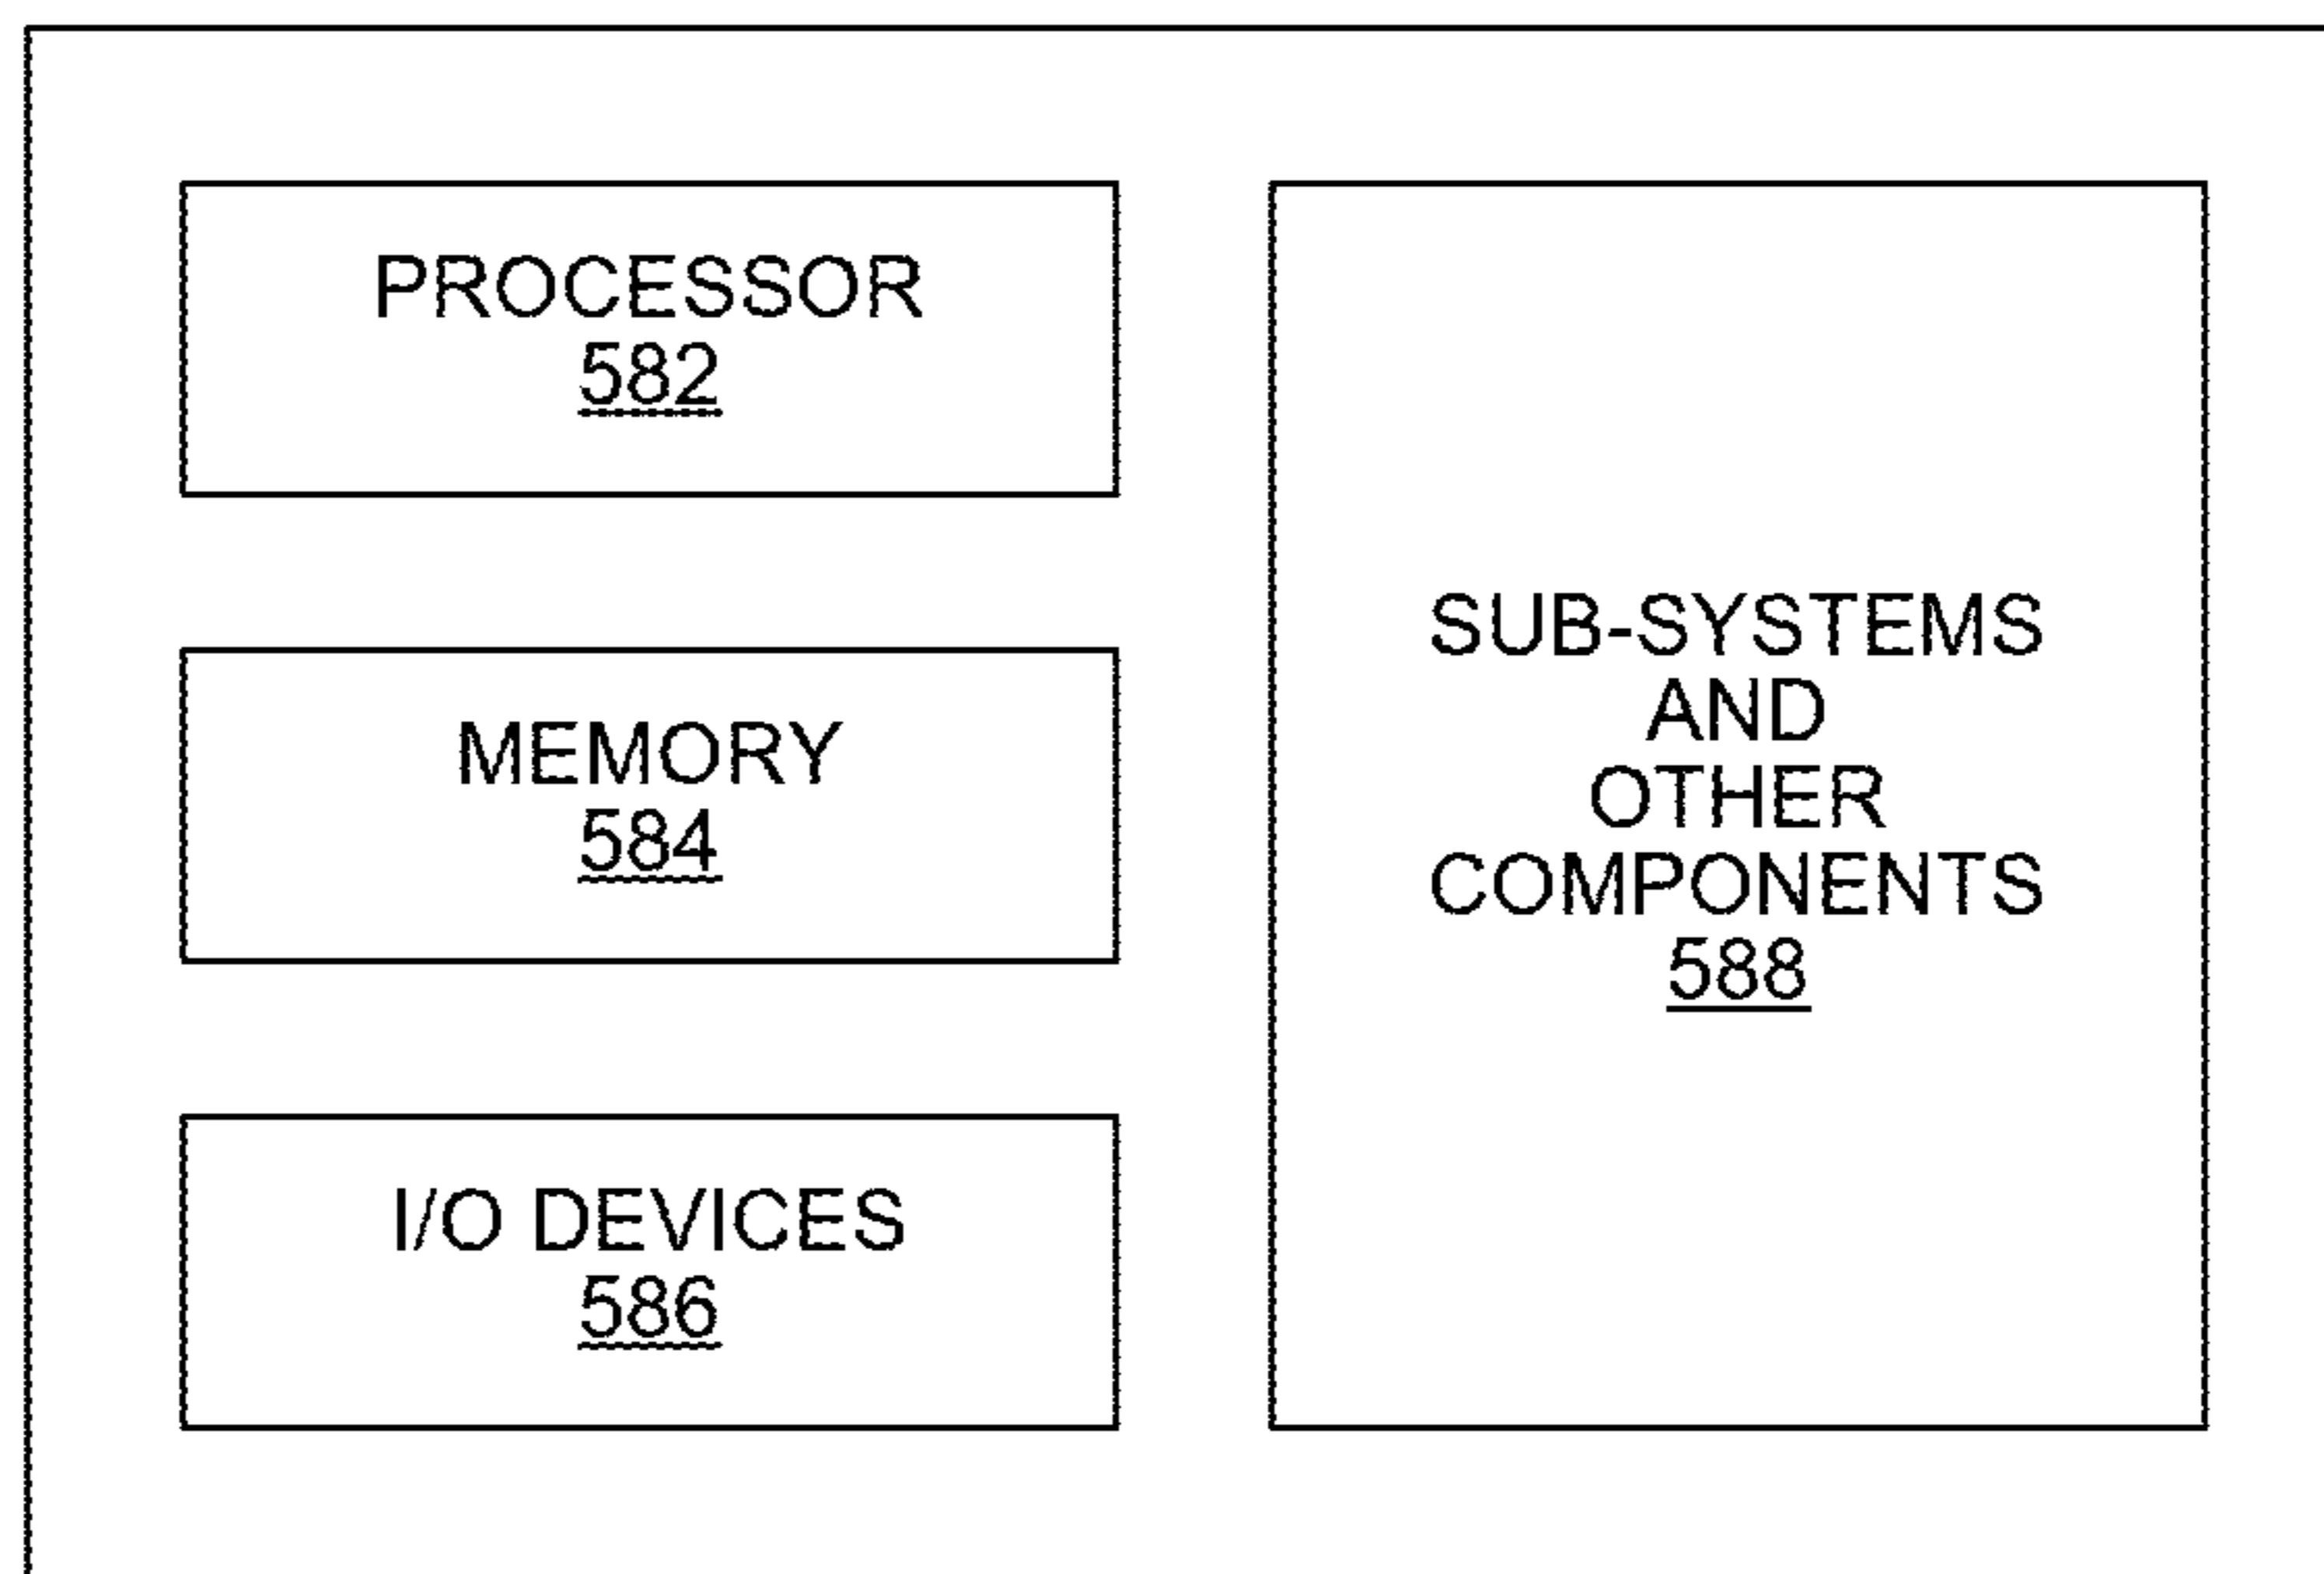 PROCESSOR
582
MEMORY
584
I/O DEVICES
586
SUB-SYSTEMS
AND
OTHER
COMPONENTS
588